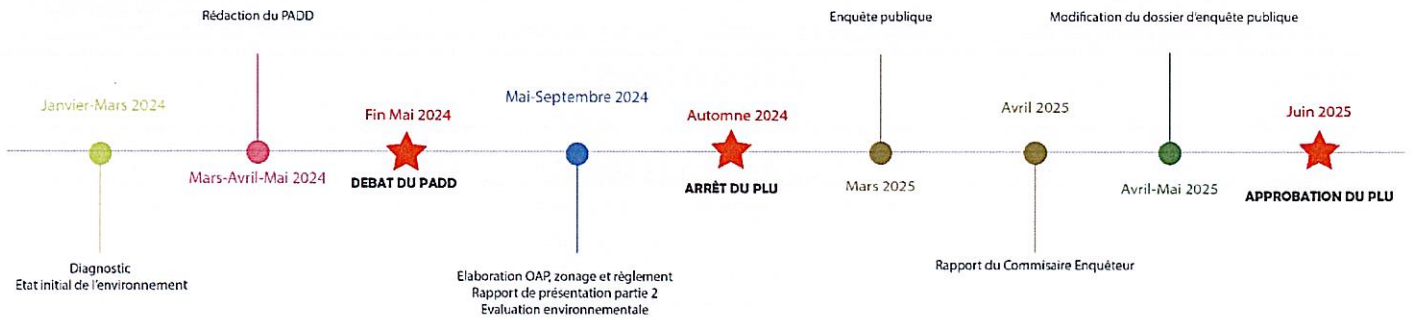 Rédaction du PADD
Enquête publique
Modification du dossier d'enquête publique
Janvier-Mars 2024
Fin Mai 2024
Mai-Septembre 2024
Automne 2024
Avril 2025
Juin 2025
Mars-Avril-Mai 2024
DEBAT DU PADD
ARRÊT DU PLU
Mars 2025
Avril-Mai 2025
APPROBATION DU PLU
Diagnostic
Etat initial de l'environnement
Elaboration OAP, zonage et règlement
Rapport de présentation partie 2
Evaluation environnementale
Rapport du Commisaire Enquêteur